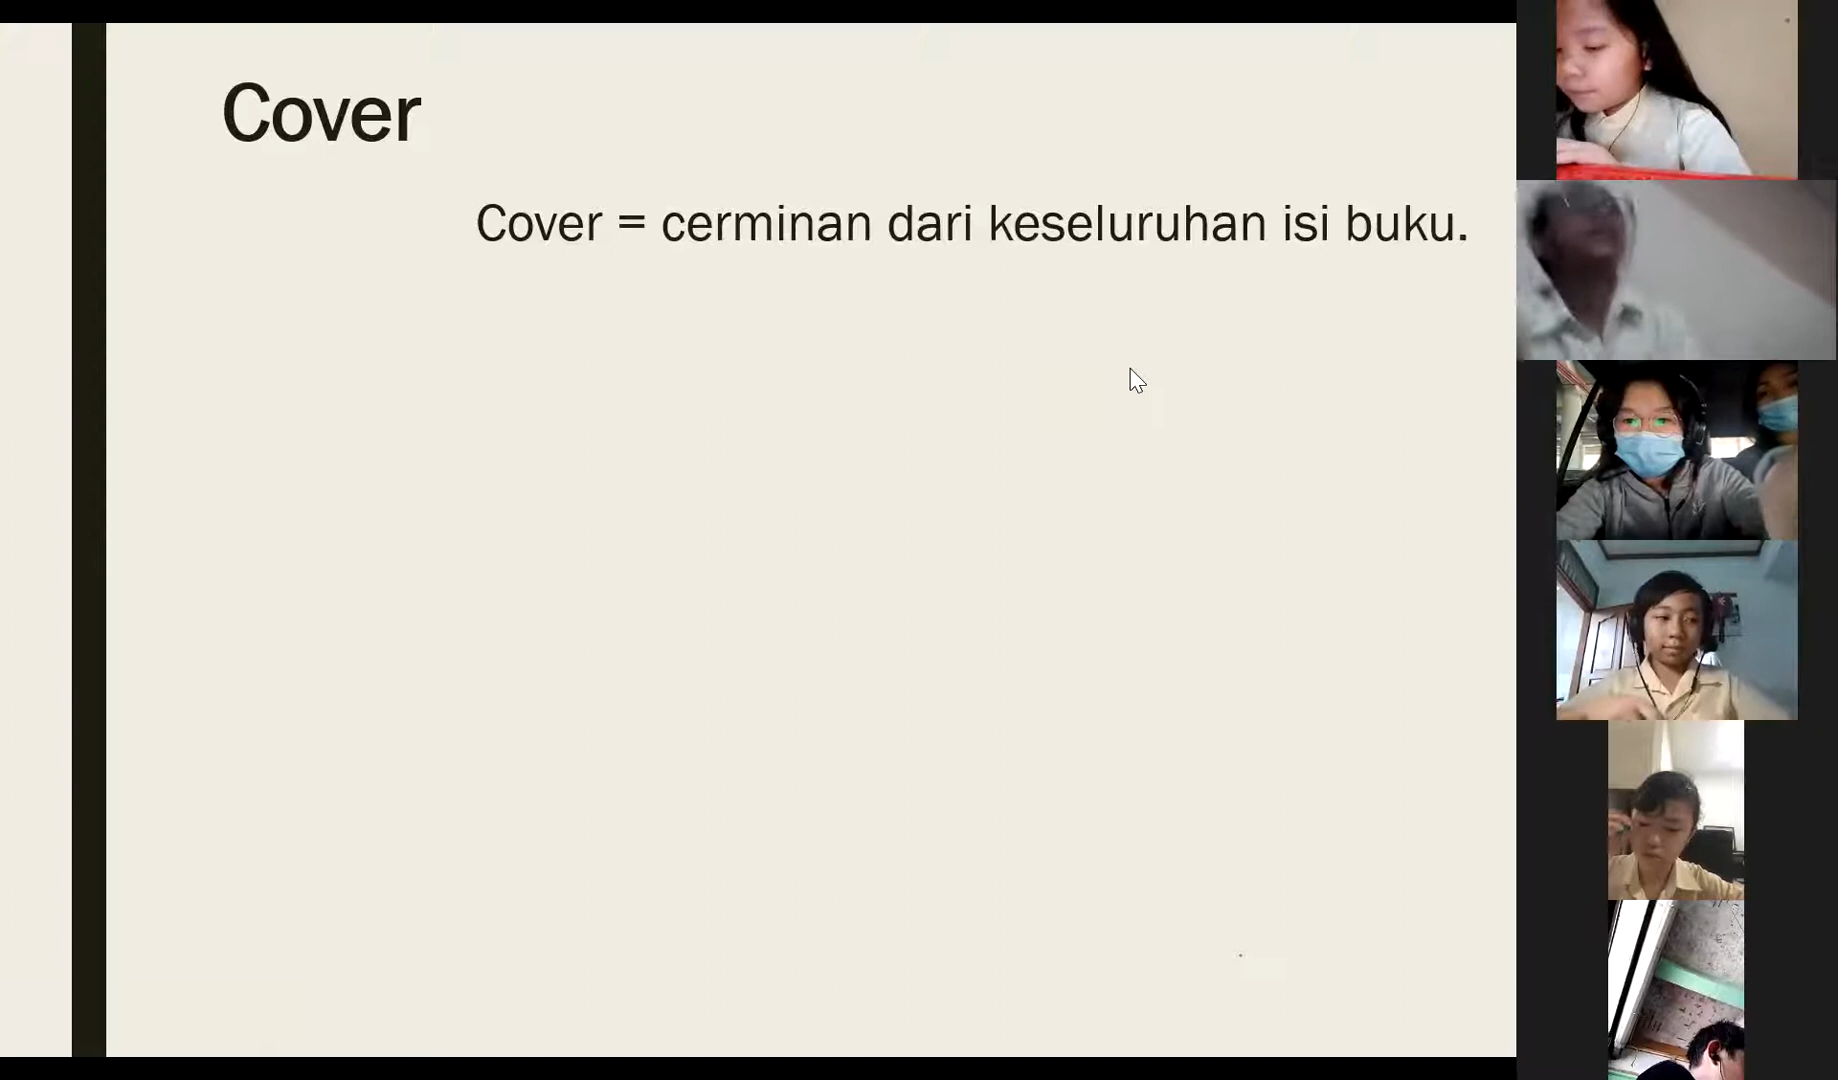 Cover
Cover = cerminan dari keseluruhan isi buku.